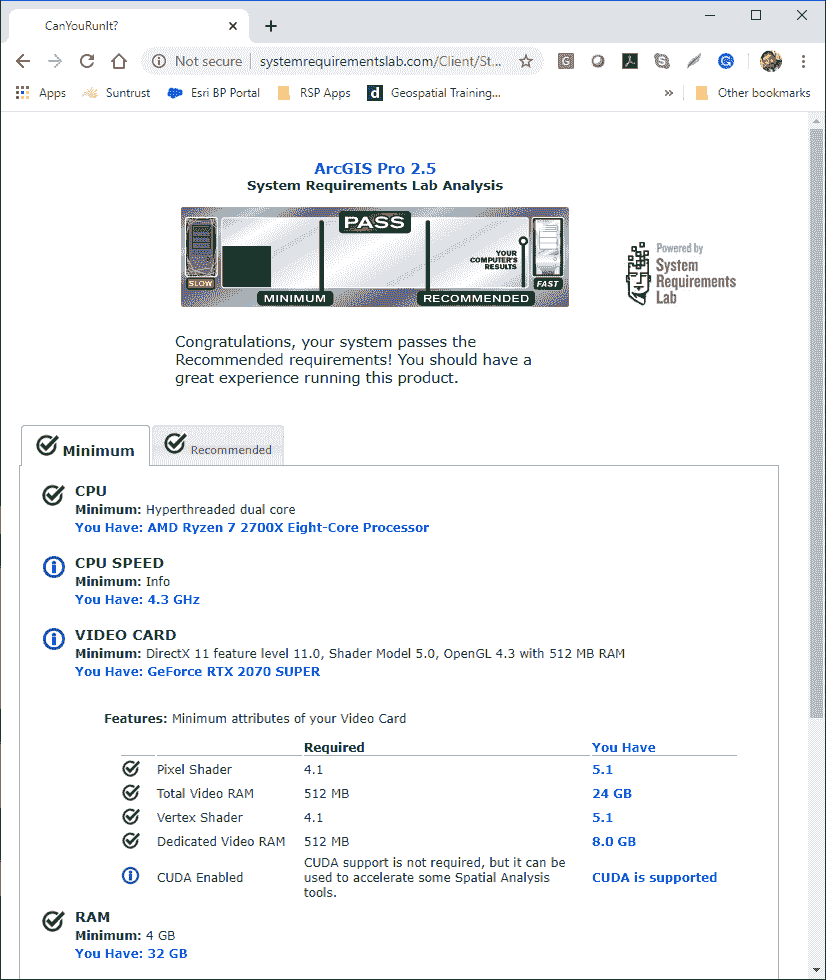 CanYouRunIt?
Not secure | systemrequirementslab.com/Client/St...
Apps Suntrust Esri BP Portal RSP Apps d Geospatial Training... » Other bookmarks
ArcGIS Pro 2.5
System Requirements Lab Analysis
PASS
YOUR
COMPUTER'S
RESULTS
SLOW
FAST
MINIMUM RECOMMENDED
Powered by
System
Requirements
Lab
Congratulations, your system passes the
Recommended requirements! You should have a
great experience running this product.
Minimum Recommended
CPU
Minimum: Hyperthreaded dual core
You Have: AMD Ryzen 7 2700X Eight-Core Processor
CPU SPEED
Minimum: Info
You Have: 4.3 GHz
VIDEO CARD
Minimum: DirectX 11 feature level 11.0, Shader Model 5.0, OpenGL 4.3 with 512 MB RAM
You Have: GeForce RTX 2070 SUPER
Features: Minimum attributes of your Video Card
Required You Have
Pixel Shader 4.1 5.1
Total Video RAM 512 MB 24 GB
Vertex Shader 4.1 5.1
Dedicated Video RAM 512 MB 8.0 GB
CUDA Enabled CUDA support is not required, but it can be
used to accelerate some Spatial Analysis
tools. CUDA is supported
RAM
Minimum: 4 GB
You Have: 32 GB